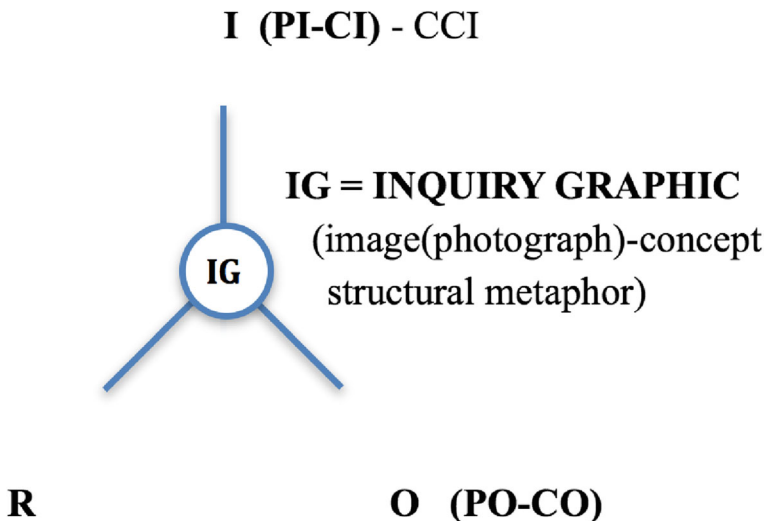 I (PI-CI) - CCI
IG = INQUIRY GRAPHIC
(image(photograph)-concept
structural metaphor)
IG
R
O (PO-CO)